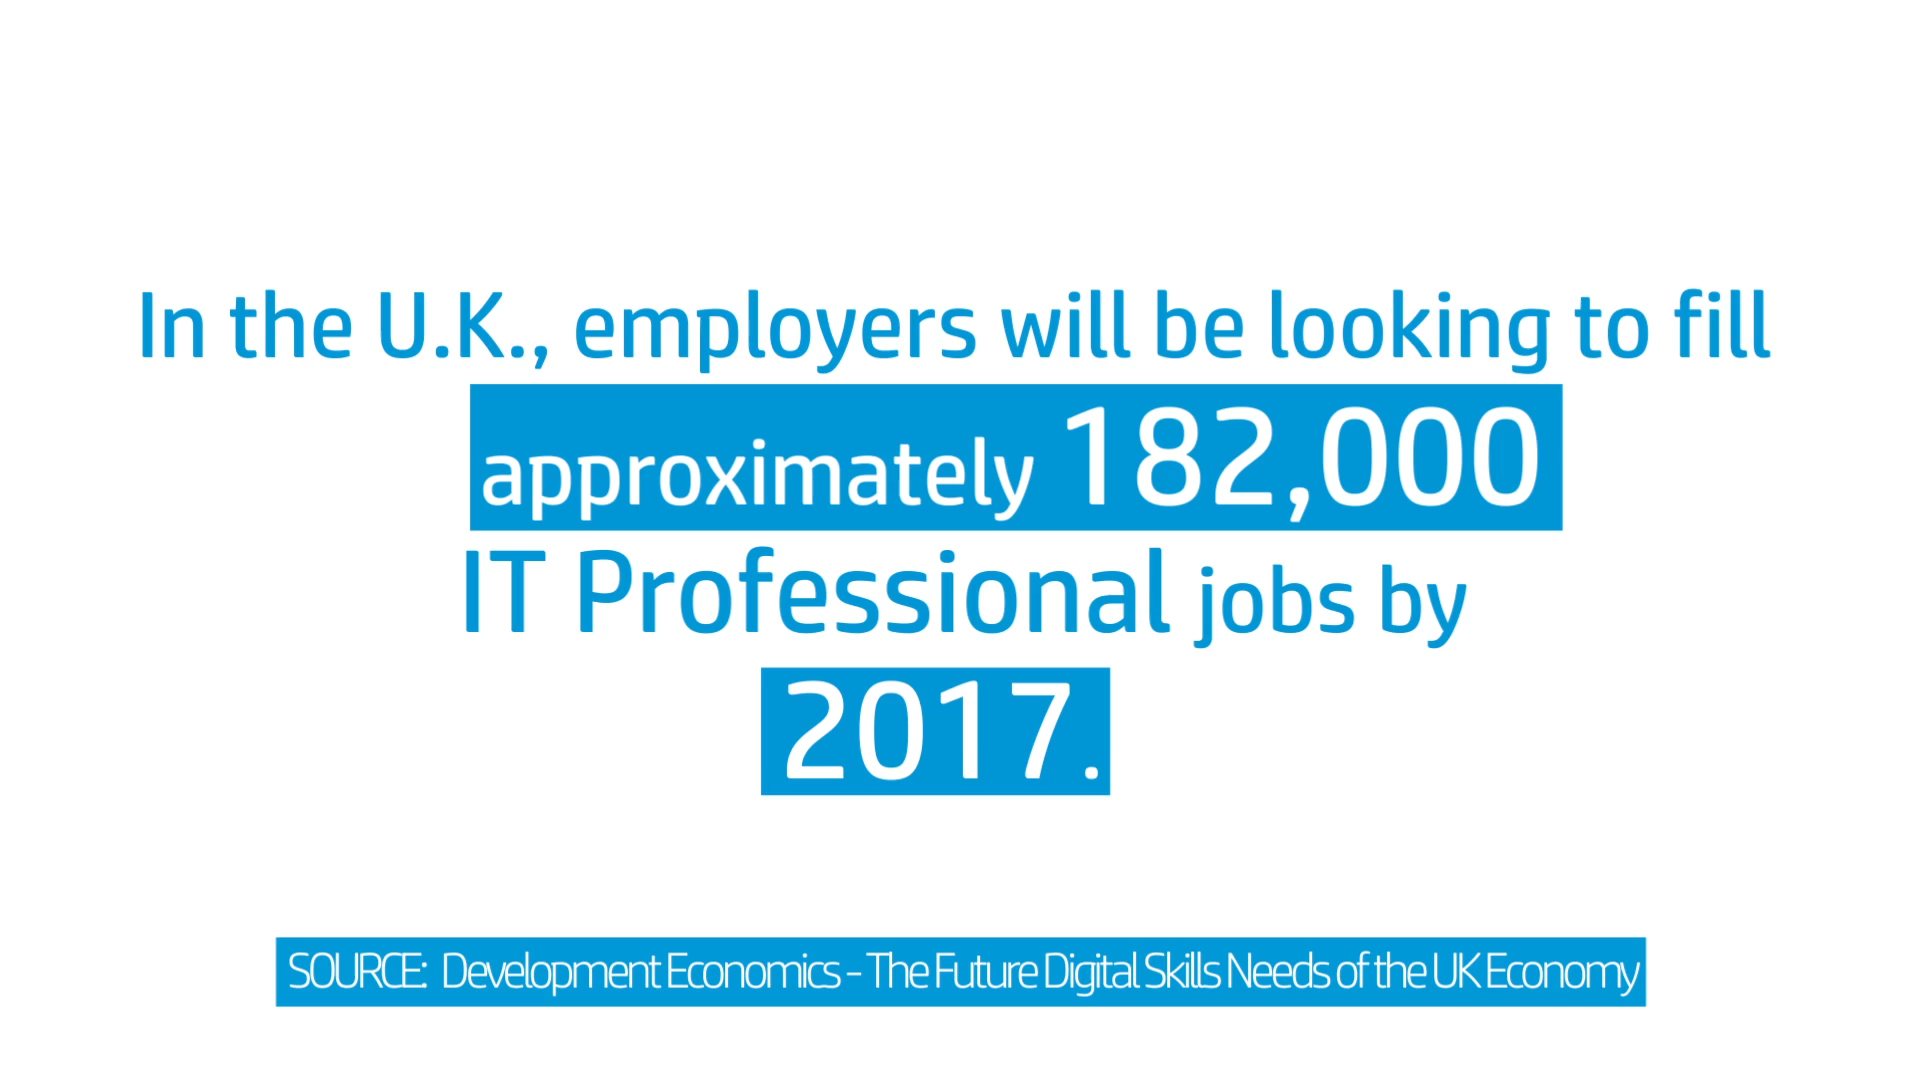 In the U.K., employers will be looking to fill
approximately 182,000
IT Professional jobs by
2017.
SOURCE: Development Economics - The Future Digital Skills Needs of the UK Economy